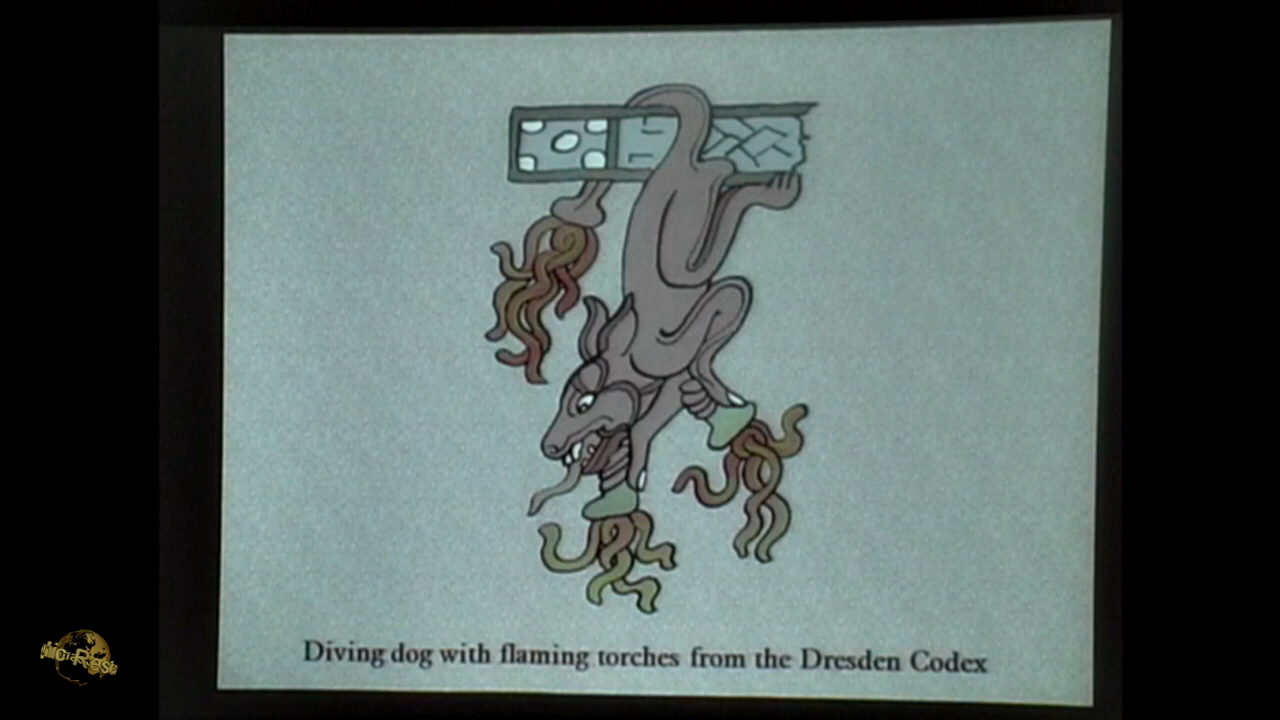 Diving dog with flaming torches from the Dresden Codex